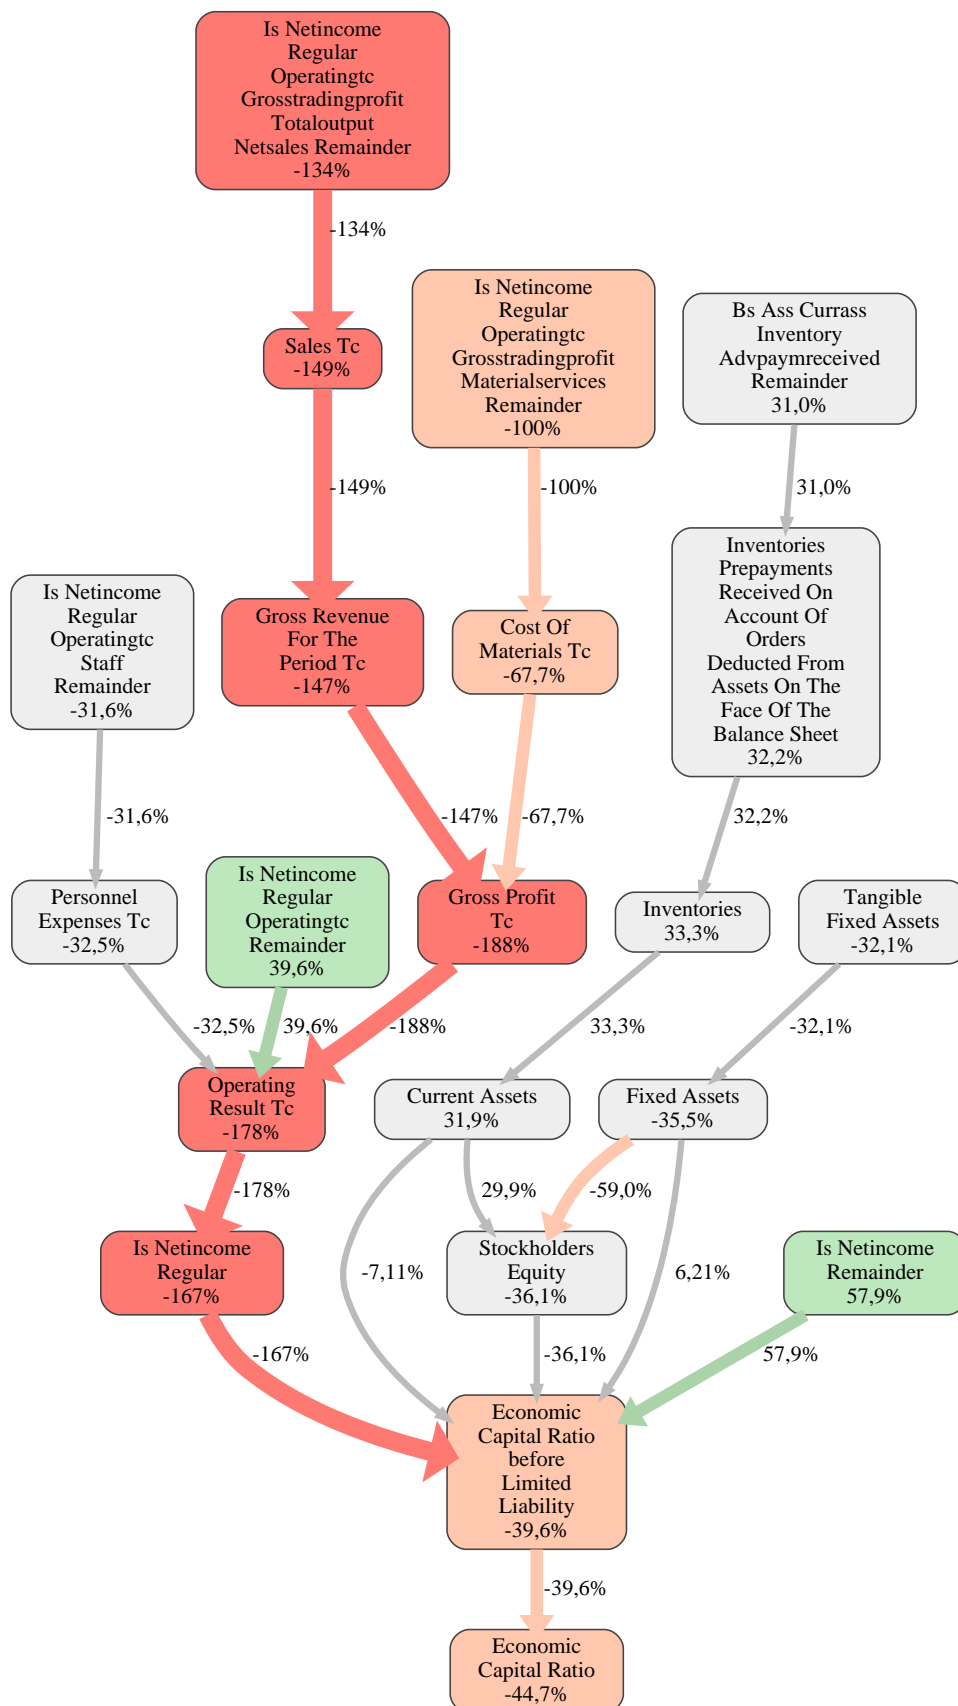 Is Netincome
Regular
Operatingtc
Grosstradingprofit
Totaloutput
Netsales Remainder
-134%
-134%
Sales Tc
-149%
Is Netincome
Regular
Operatingtc
Grosstradingprofit
Materialservices
Remainder
-100%
Bs Ass Currass
Inventory
Advpaymreceived
Remainder
31,0%
-149%
-100%
31,0%
Is Netincome
Regular
Operatingtc
Staff
Remainder
-31,6%
Gross Revenue
For The
Period Tc
-147%
Cost Of
Materials Tc
-67,7%
Inventories
Prepayments
Received On
Account Of
Orders
Deducted From
Assets On The
Face Of The
Balance Sheet
32,2%
-31,6%
-147%
-67,7%
32,2%
Personnel
Expenses Tc
-32,5%
Is Netincome
Regular
Operatingtc
Remainder
39,6%
Gross Profit
Tc
-188%
Inventories
33,3%
Tangible
Fixed Assets
-32,1%
-32,5%
39,6%
-188%
33,3%
-32,1%
Operating
Result Tc
-178%
Current Assets
31,9%
Fixed Assets
-35,5%
-178%
29,9%
-59,0%
Is Netincome
Regular
-167%
-7,11%
Stockholders
Equity
-36,1%
6,21%
Is Netincome
Remainder
57,9%
-167%
-36,1%
57,9%
Economic
Capital Ratio
before
Limited
Liability
-39,6%
-39,6%
Economic
Capital Ratio
-44,7%